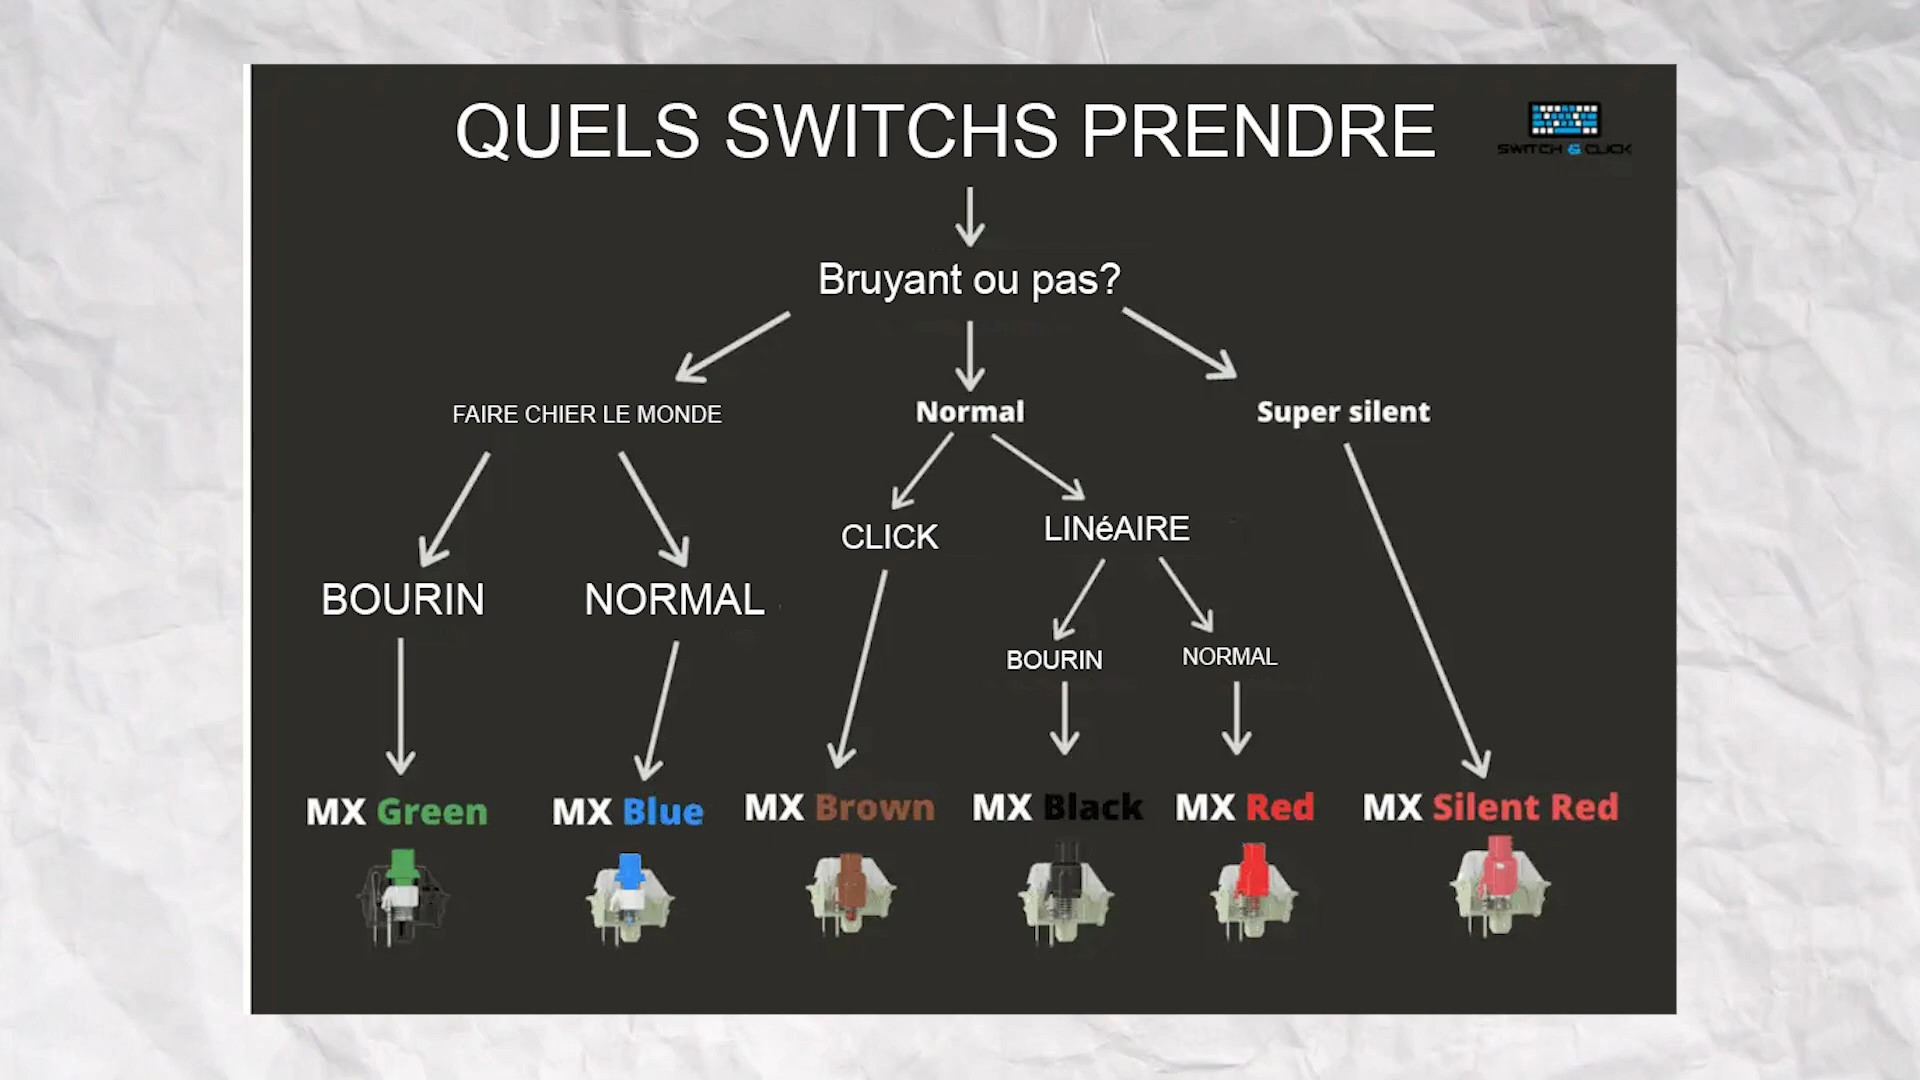 QUELS SWITCHS PRENDRE
SWITCH & CLICK
Bruyant ou pas?
FAIRE CHIER LE MONDE
Normal
Super silent
CLICK
LINéAIRE
BOURIN
NORMAL
BOURIN
NORMAL
MX Green
MX Blue
MX Brown
MX Black
MX Red
MX Silent Red